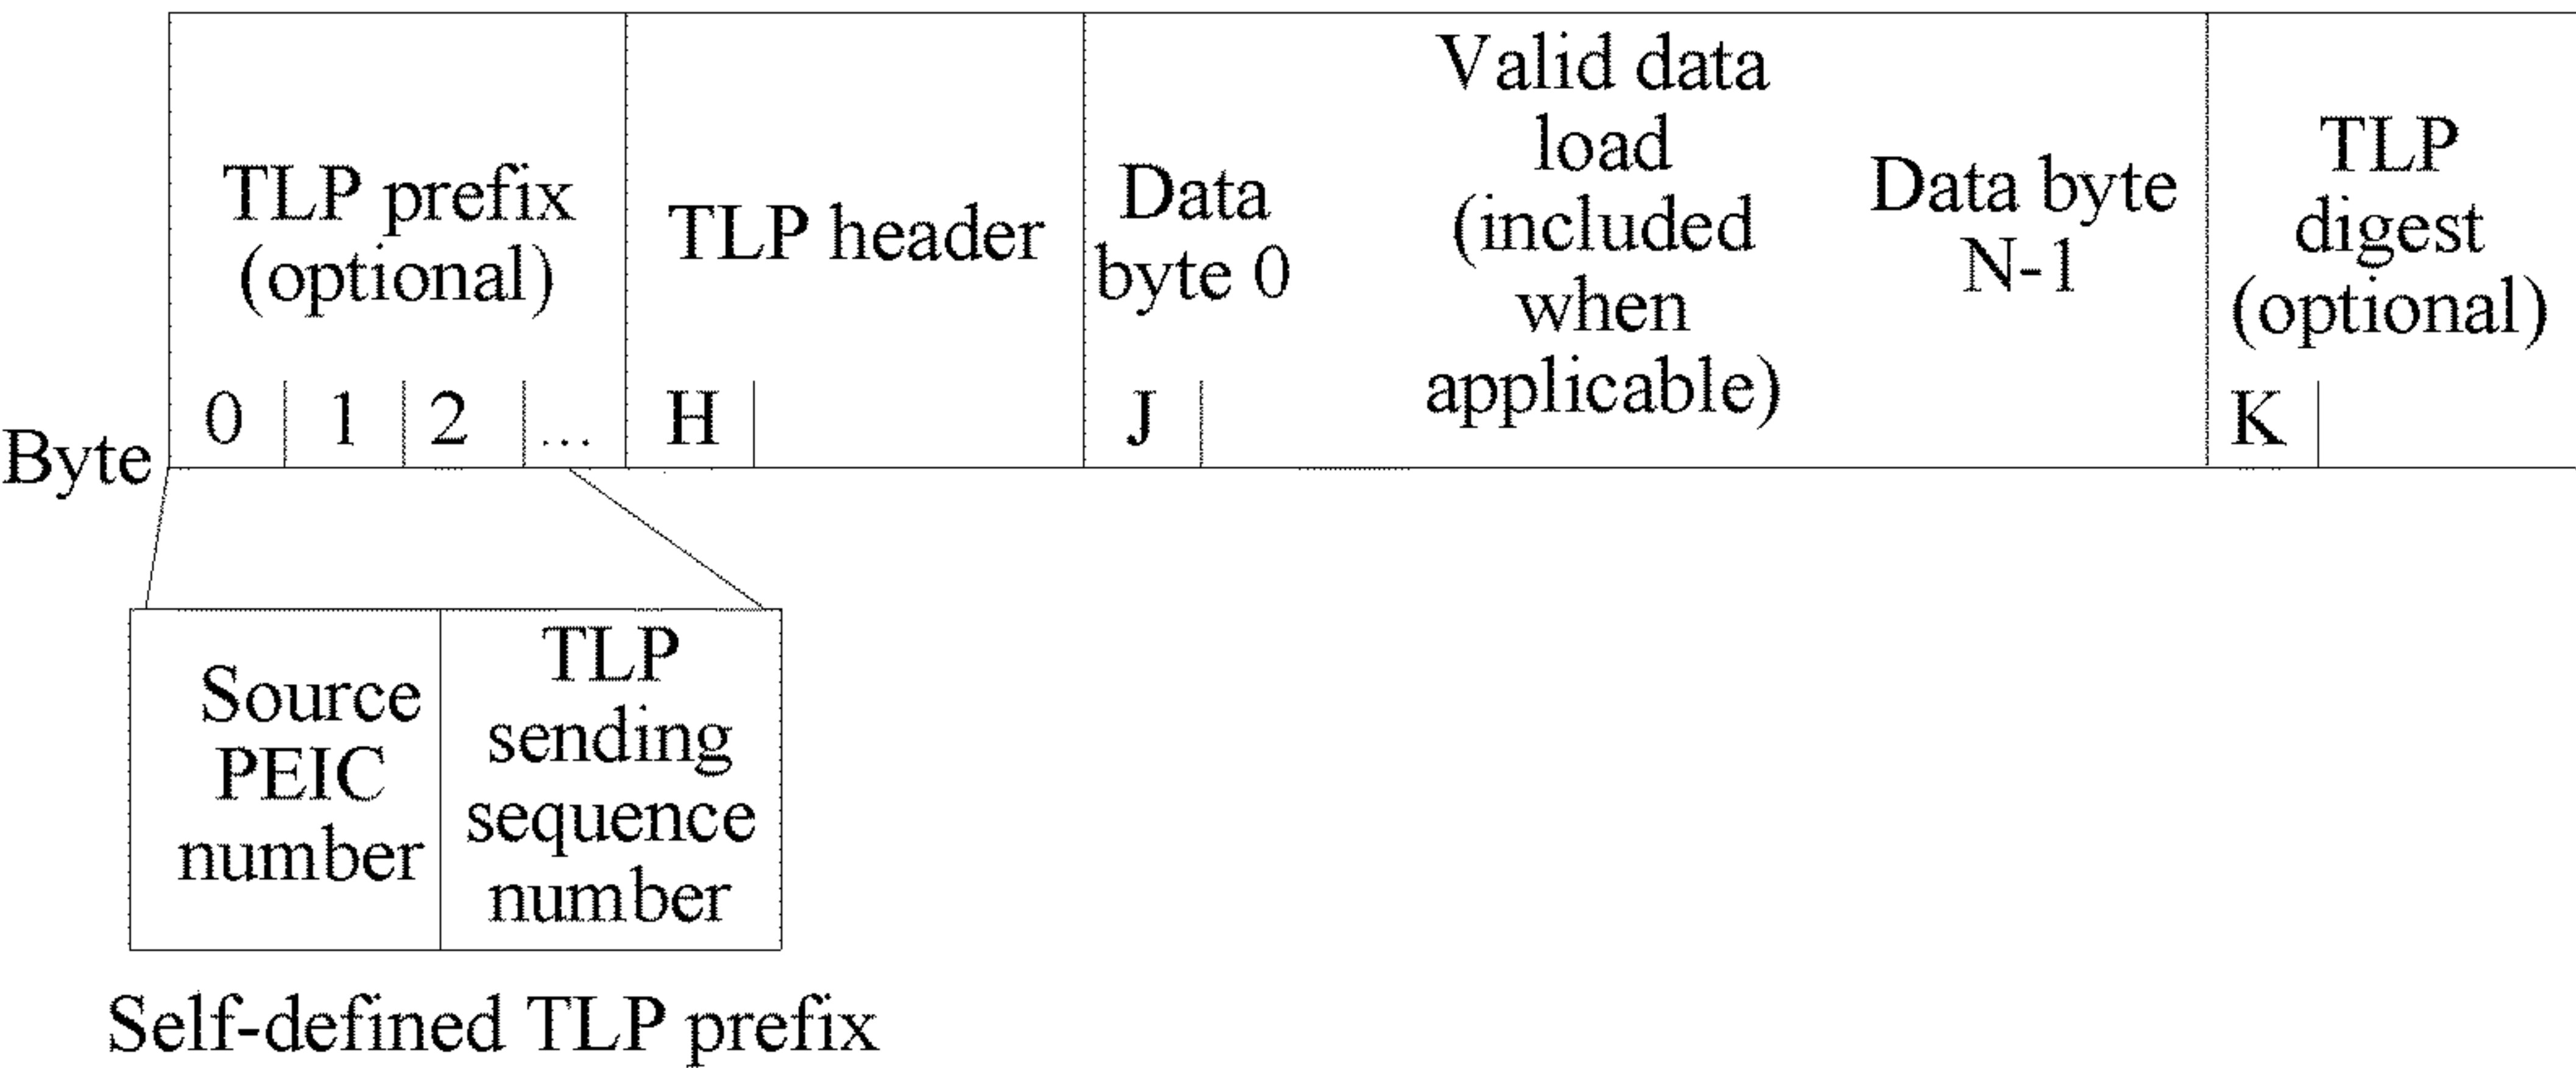 TLP prefix
(optional)
TLP header
Data
byte 0
Valid data
load
(included
when
applicable)
Data byte
N-1
TLP
digest
(optional)
Byte
0
1
2
...
H
J
K
Source
PEIC
number
TLP
sending
sequence
number
Self-defined TLP prefix